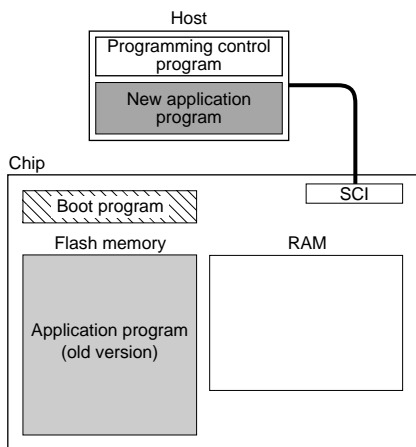 Host
Programming control
program
New application
program
Chip
SCI
Boot program
Flash memory
RAM
Application program
(old version)